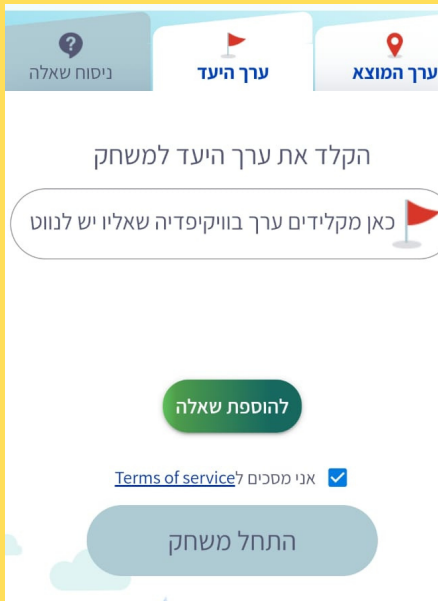 ערך המוצא
ערך היעד
ניסוח שאלה
הקלד את ערך היעד למשחק
כאן מקלידים ערך בוויקיפדיה שאליו יש לנווט
להוספת שאלה
אני מסכים לTerms of service
התחל משחק